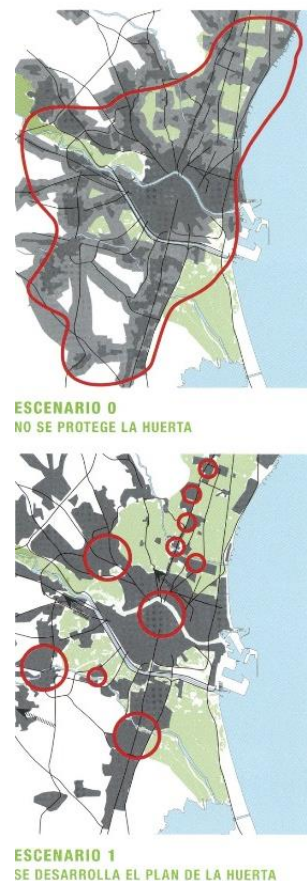 ESCENARIO 0
NO SE PROTEGE LA HUERTA
ESCENARIO 1
SE DESARROLLA EL PLAN DE LA HUERTA